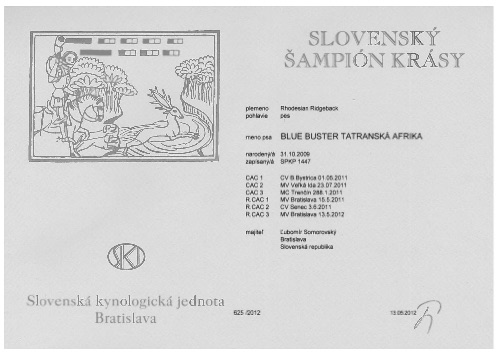 SLOVENSKÝ
ŠAMPIÓN KRÁSY
plemeno Rhodesian Ridgeback
pohlavie pes
meno psa BLUE BUSTER TATRANSKÁ AFRIKA
narodený/á 31.10.2009
zapísaný/á SPKP 1447
CAC 1 CV B.Bystrica 01.05.2011
CAC 2 MV Veľká Ida 23.07.2011
CAC 3 MC Trenčín 288.1.2011
R.CAC 1 MV Bratislava 15.5.2011
R.CAC 2 CV Senec 3.6.2011
R.CAC 3 MV Bratislava 13.5.2012
majiteľ Ľubomír Somorovský
Bratislava
Slovenská republika
SKJ
Slovenská kynologická jednota
Bratislava
625 /2012
13.05.2012